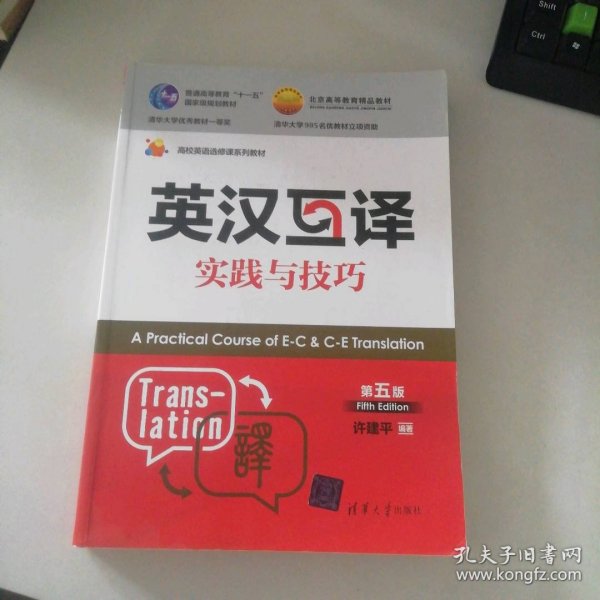 Shift
Ctrl
普通高等教育“十一五”
国家级规划教材
北京高等教育精品教材
清华大学优秀教材一等奖
清华大学985名优教材立项资助
高校英语选修课系列教材
英汉互译
实践与技巧
A Practical Course of E-C & C-E Translation
Trans-
lation
譯
第五版
Fifth Edition
许建平 编著
清华大学出版社
孔夫子旧书网
www.kongfz.com